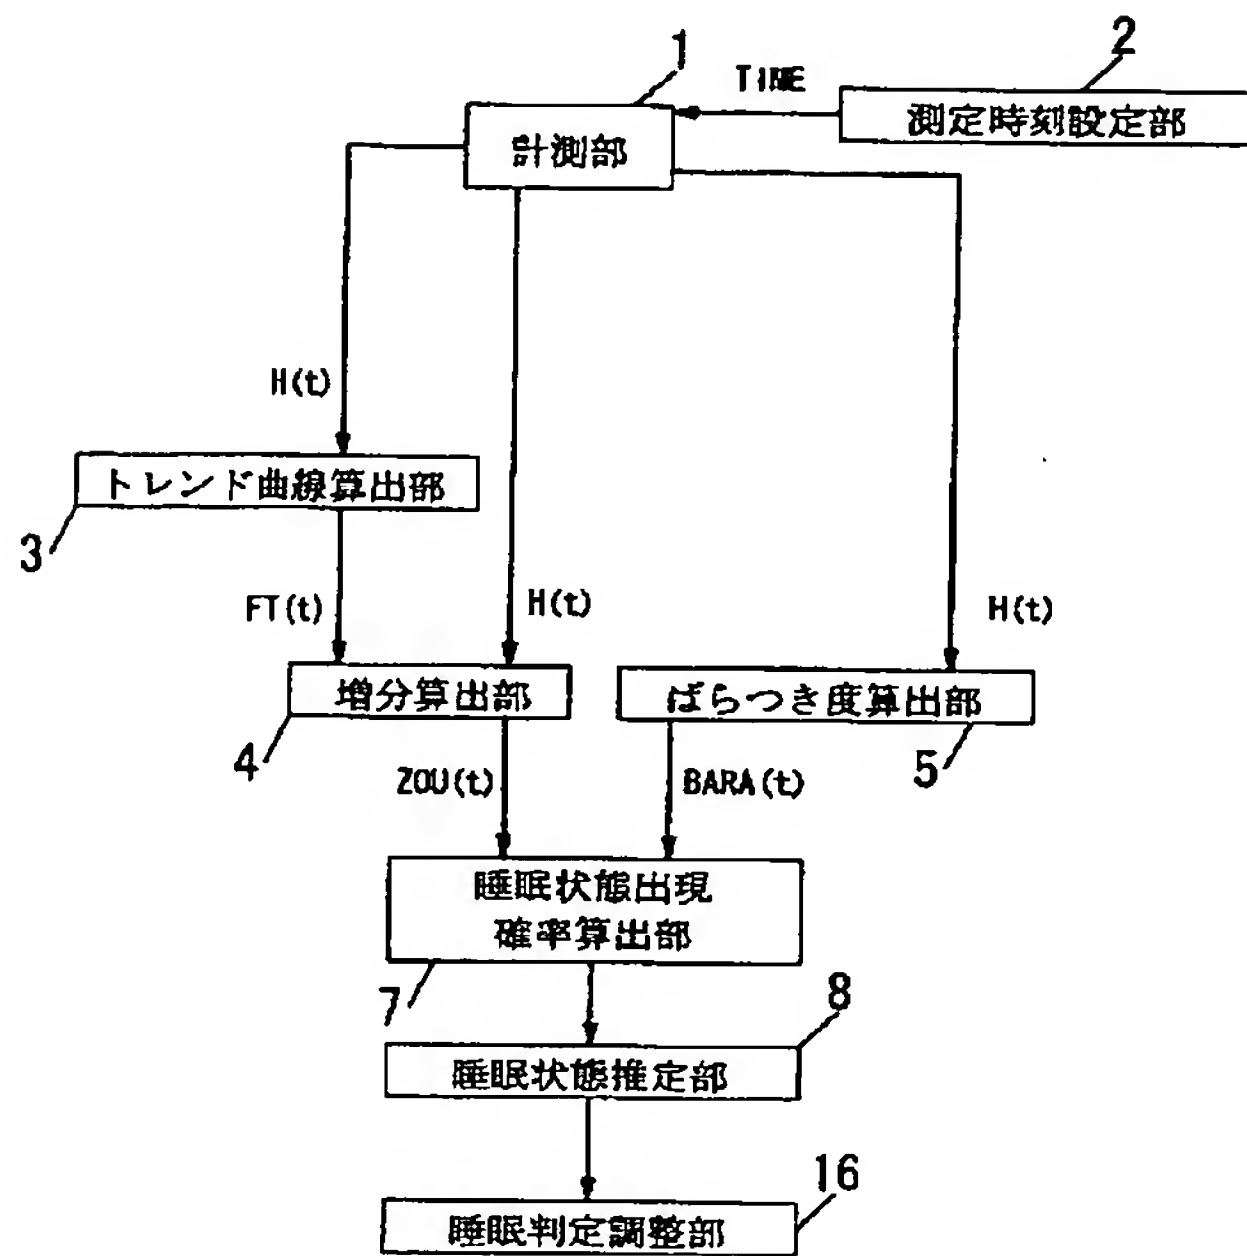 1
2
TIME
測定時刻設定部
計測部
H(t)
トレンド曲線算出部
3
FT(t)
H(t)
H(t)
増分算出部
ばらつき度算出部
4
5
ZOU(t)
BARA(t)
睡眠状態出現
確率算出部
7
8
睡眠状態推定部
16
睡眠判定調整部